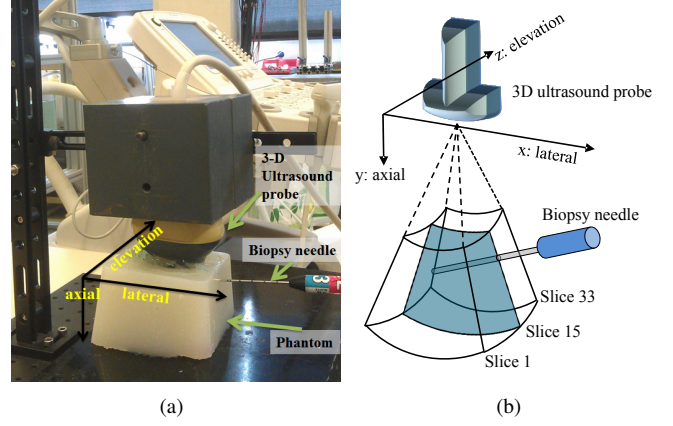 3-D
Ultrasound
probe
Biopsy needle
elevation
axial
lateral
Phantom
(a)
z: elevation
3D ultrasound probe
x: lateral
y: axial
Biopsy needle
Slice 33
Slice 15
Slice 1
(b)